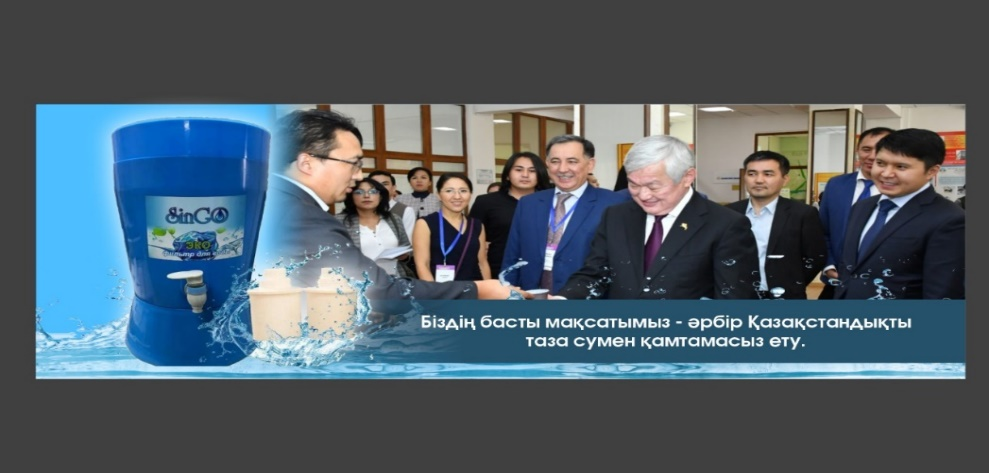 SinGO
ЭКО
Біздің басты мақсатымыз - әрбір Қазақстандықты
таза сумен қамтамасыз ету.